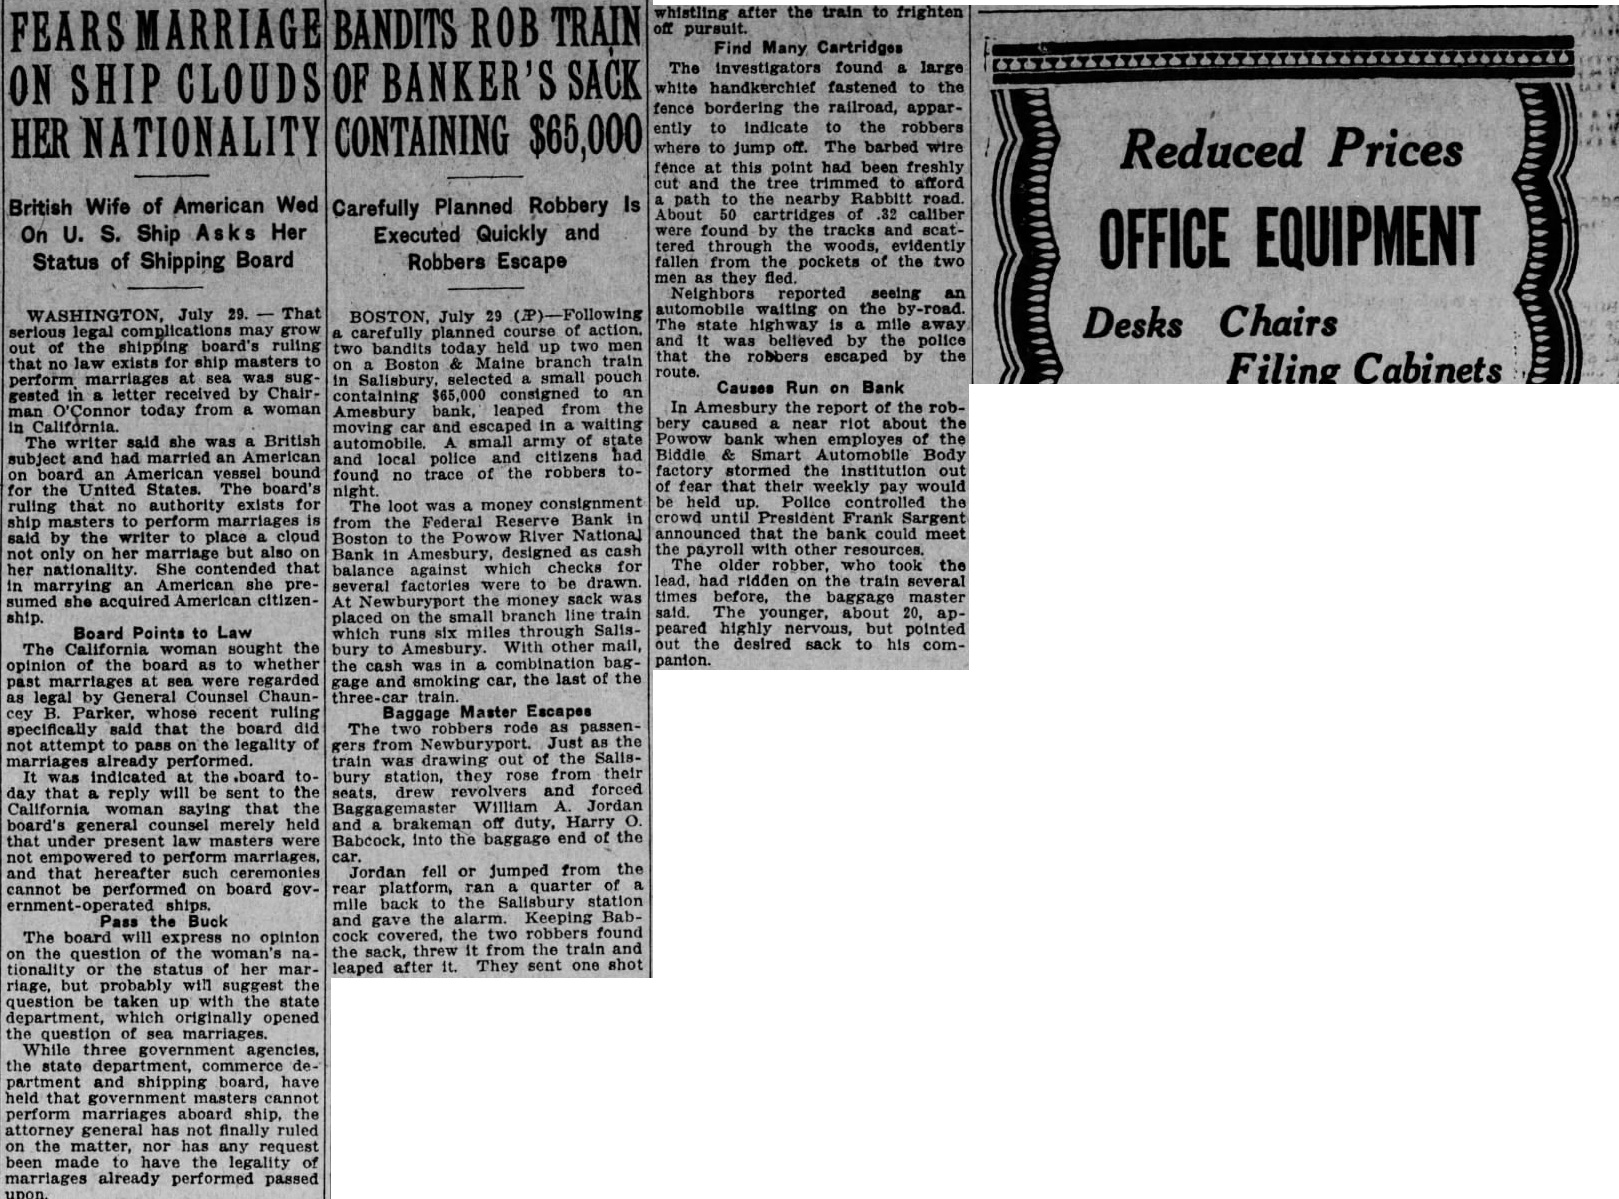 FEARS MARRIAGE
ON SHIP CLOUDS
HER NATIONALITY
British Wife of American Wed
On U. S. Ship Asks Her
Status of Shipping Board
WASHINGTON, July 29. — That
serious legal complications may grow
out of the shipping board's ruling
that no law exists for ship masters to
perform marriages at sea was sug-
gested in a letter received by Chair-
man O'Connor today from a woman
in California.
The writer said she was a British
subject and had married an American
on board an American vessel bound
for the United States. The board's
ruling that no authority exists for
ship masters to perform marriages is
said by the writer to place a cloud
not only on her marriage but also on
her nationality. She contended that
in marrying an American she pre-
sumed she acquired American citizen-
ship.
Board Points to Law
The California woman sought the
opinion of the board as to whether
past marriages at sea were regarded
as legal by General Counsel Chaun-
cey B. Parker, whose recent ruling
specifically said that the board did
not attempt to pass on the legality of
marriages already performed.
It was indicated at the board to-
day that a reply will be sent to the
California woman saying that the
board's general counsel merely held
that under present law masters were
not empowered to perform marriages,
and that hereafter such ceremonies
cannot be performed on board gov-
ernment-operated ships.
Pass the Buck
The board will express no opinion
on the question of the woman's na-
tionality or the status of her mar-
riage, but probably will suggest the
question be taken up with the state
department, which originally opened
the question of sea marriages.
While three government agencies,
the state department, commerce de-
partment and shipping board, have
held that government masters cannot
perform marriages aboard ship, the
attorney general has not finally ruled
on the matter, nor has any request
been made to have the legality of
marriages already performed passed
upon.
BANDITS ROB TRAIN
OF BANKER'S SACK
CONTAINING $65,000
Carefully Planned Robbery Is
Executed Quickly and
Robbers Escape
BOSTON, July 29 (AP)—Following
a carefully planned course of action,
two bandits today held up two men
on a Boston & Maine branch train
in Salisbury, selected a small pouch
containing $65,000 consigned to an
Amesbury bank, leaped from the
moving car and escaped in a waiting
automobile. A small army of state
and local police and citizens had
found no trace of the robbers to-
night.
The loot was a money consignment
from the Federal Reserve Bank in
Boston to the Powow River National
Bank in Amesbury, designed as cash
balance against which checks for
several factories were to be drawn.
At Newburyport the money sack was
placed on the small branch line train
which runs six miles through Salis-
bury to Amesbury. With other mail,
the cash was in a combination bag-
gage and smoking car, the last of the
three-car train.
Baggage Master Escapes
The two robbers rode as passen-
gers from Newburyport. Just as the
train was drawing out of the Salis-
bury station, they rose from their
seats, drew revolvers and forced
Baggagemaster William A. Jordan
and a brakeman off duty, Harry O.
Babcock, into the baggage end of the
car.
Jordan fell or jumped from the
rear platform, ran a quarter of a
mile back to the Salisbury station
and gave the alarm. Keeping Bab-
cock covered, the two robbers found
the sack, threw it from the train and
leaped after it. They sent one shot
whistling after the train to frighten
off pursuit.
Find Many Cartridges
The investigators found a large
white handkerchief fastened to the
fence bordering the railroad, appar-
ently to indicate to the robbers
where to jump off. The barbed wire
fence at this point had been freshly
cut and the tree trimmed to afford
a path to the nearby Rabbitt road.
About 50 cartridges of .32 caliber
were found by the tracks and scat-
tered through the woods, evidently
fallen from the pockets of the two
men as they fled.
Neighbors reported seeing an
automobile waiting on the by-road.
The state highway is a mile away
and it was believed by the police
that the robbers escaped by the
route.
Causes Run on Bank
In Amesbury the report of the rob-
bery caused a near riot about the
Powow bank when employes of the
Biddle & Smart Automobile Body
factory stormed the institution out
of fear that their weekly pay would
be held up. Police controlled the
crowd until President Frank Sargent
announced that the bank could meet
the payroll with other resources.
The older robber, who took the
lead, had ridden on the train several
times before, the baggage master
said. The younger, about 20, ap-
peared highly nervous, but pointed
out the desired sack to his com-
panion.
Reduced Prices
OFFICE EQUIPMENT
Desks Chairs
Filing Cabinets